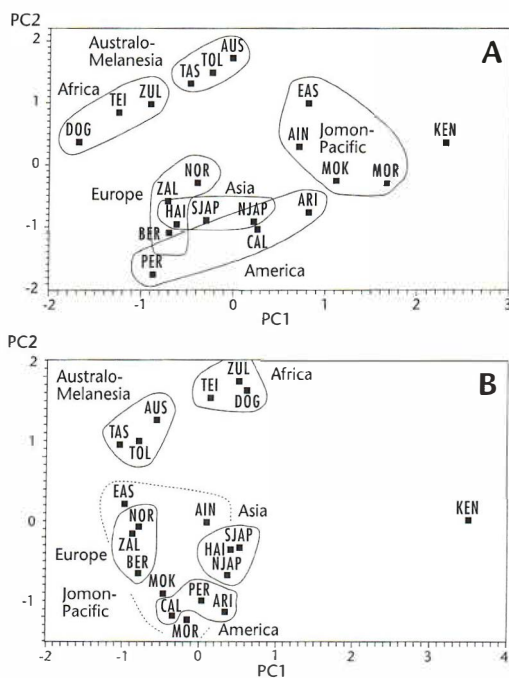 PC2
A
2
1
0
-1
-2
Australo-
Melanesia
AUS
TOL
TAS
Africa
ZUL
TEI
DOG
EAS
AIN
Jomon-
Pacific
MOK
MOR
KEN
NOR
Europe
ZAL
Asia
HAI
SJAP
NJAP
ARI
BER
CAL
PER
America
-2
-1
0
1
2
3
PC1
PC2
B
2
1
0
-1
-2
Australo-
Melanesia
ZUL
Africa
TEI
DOG
AUS
TAS
TOL
EAS
NOR
AIN
Asia
KEN
ZAL
SJAP
HAI
Europe
BER
NJAP
MOK
PER
Jomon-
Pacific
CAL
ARI
MOR
America
-2
-1
0
1
2
3
4
PC1